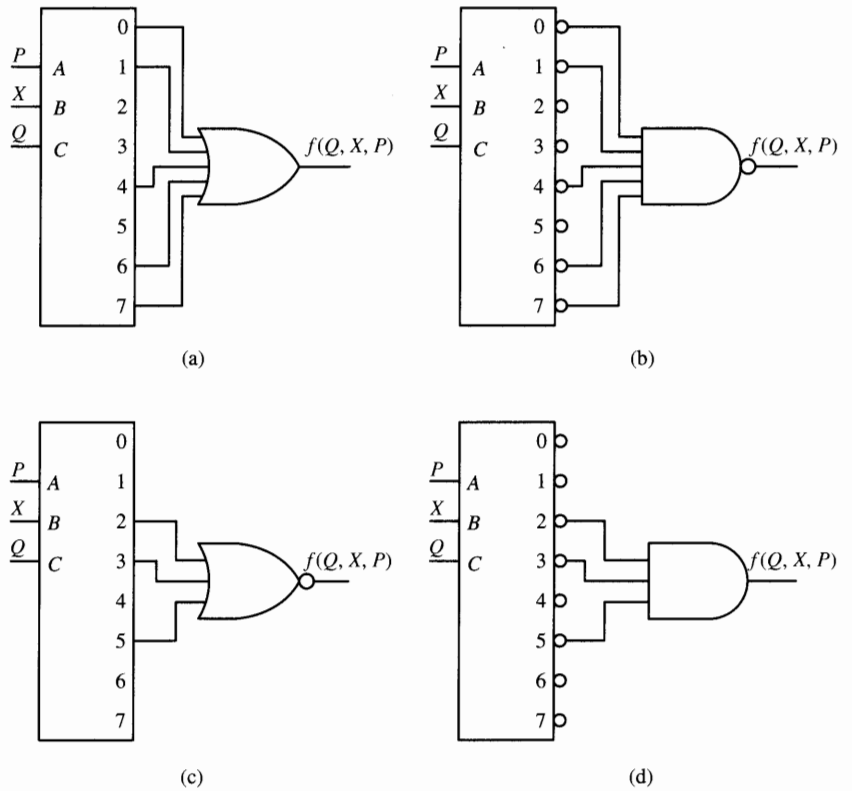 0
P A 1
X B 2
Q C 3
4
5
6
7
f(Q, X, P)
(a)
0
P A 1
X B 2
Q C 3
4
5
6
7
f(Q, X, P)
(b)
0
P A 1
X B 2
Q C 3
4
5
6
7
f(Q, X, P)
(c)
0
P A 1
X B 2
Q C 3
4
5
6
7
f(Q, X, P)
(d)